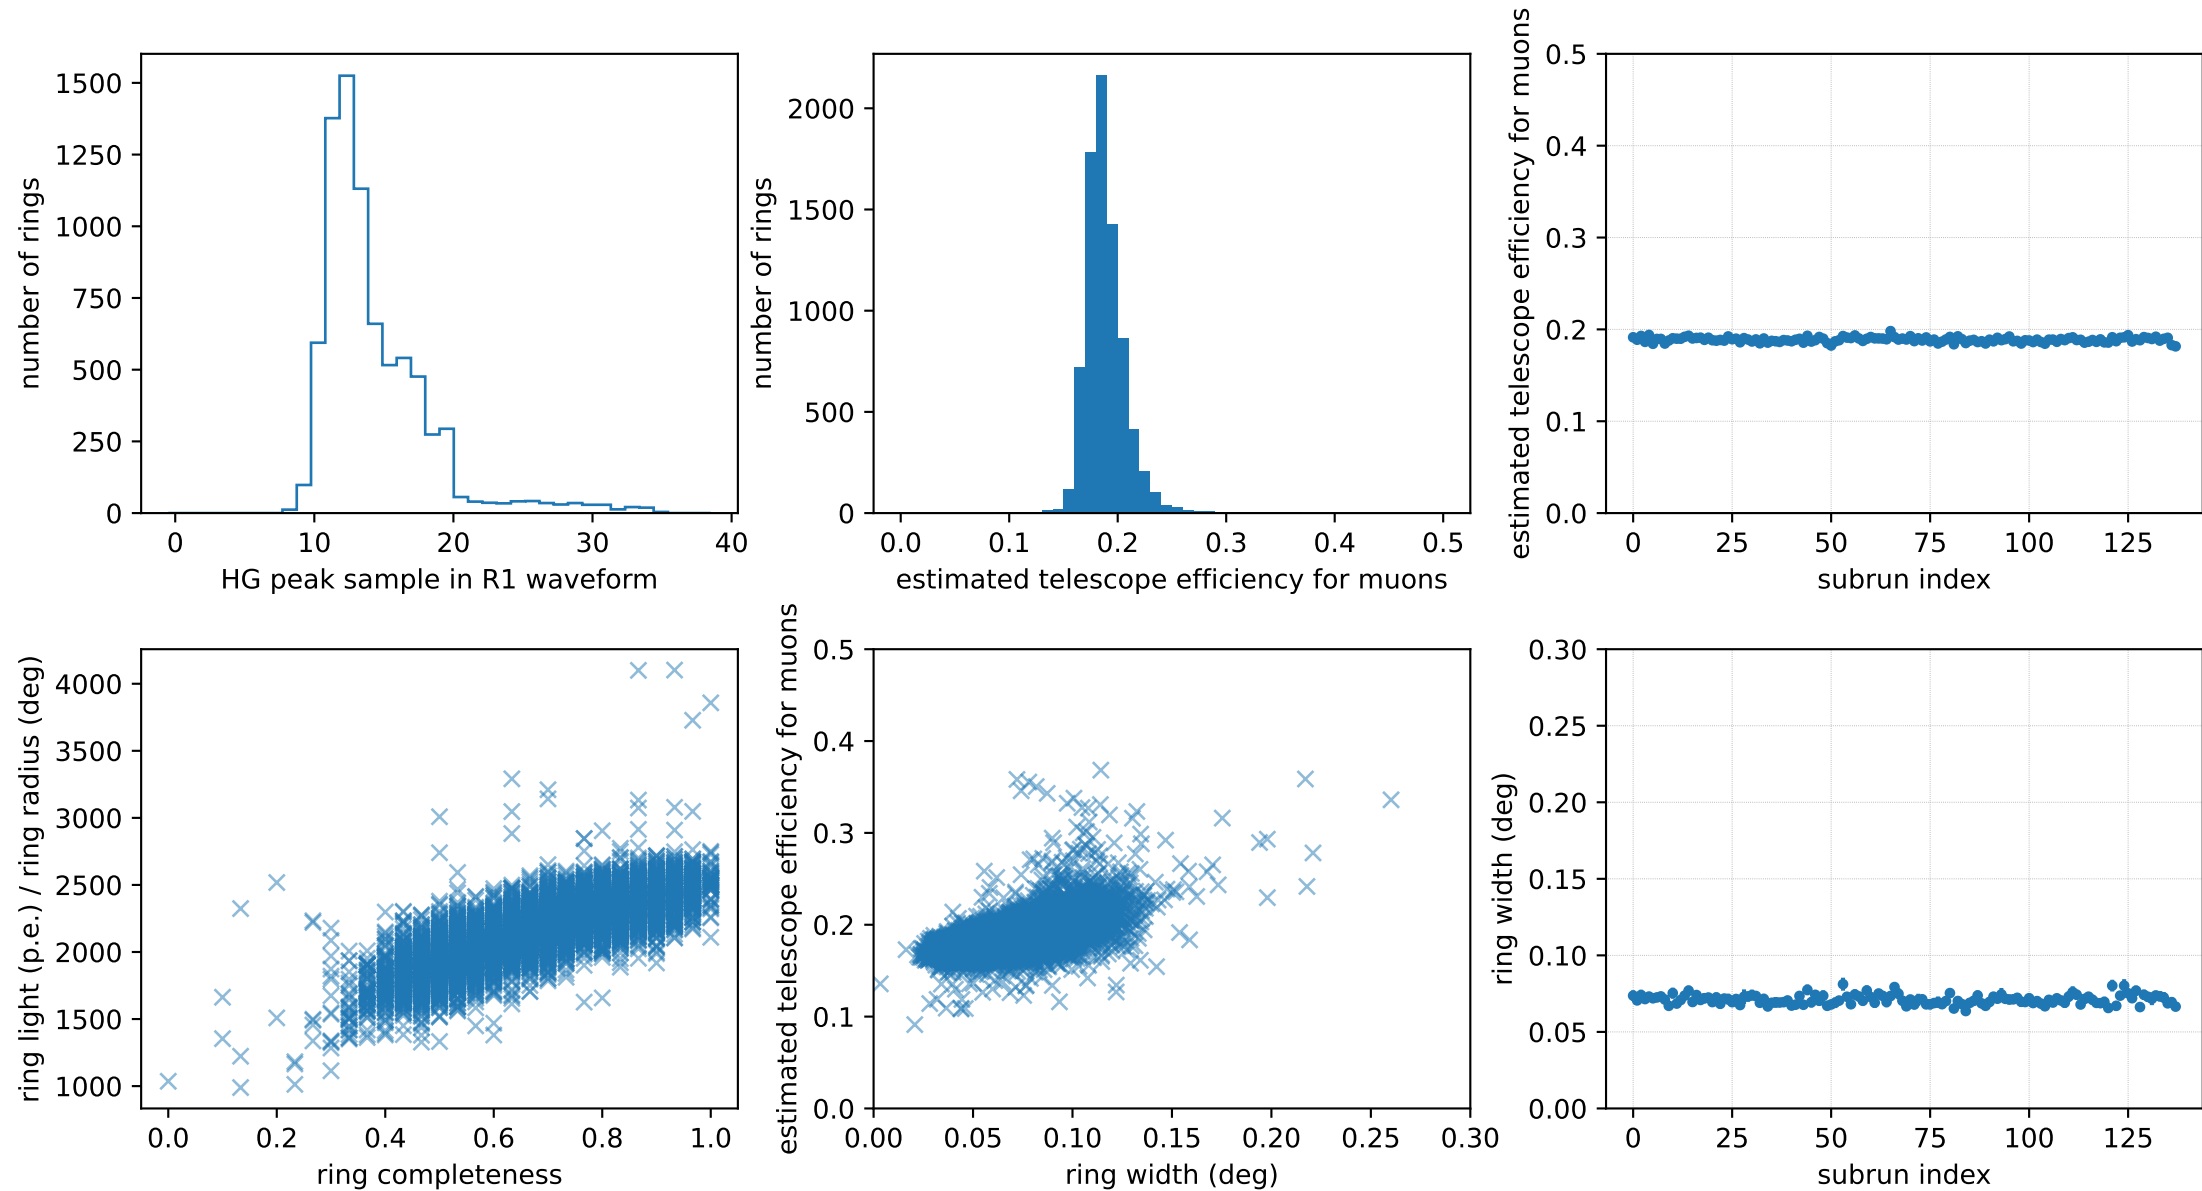 number of rings
1500
1250
1000
750
500
250
0
0 10 20 30 40
HG peak sample in R1 waveform
number of rings
2000
1500
1000
500
0
0.0 0.1 0.2 0.3 0.4 0.5
estimated telescope efficiency for muons
estimated telescope efficiency for muons
0.5
0.4
0.3
0.2
0.1
0.0
0 25 50 75 100 125
subrun index
ring light (p.e.) / ring radius (deg)
4000
3500
3000
2500
2000
1500
1000
0.0 0.2 0.4 0.6 0.8 1.0
ring completeness
estimated telescope efficiency for muons
0.5
0.4
0.3
0.2
0.1
0.0
0.00 0.05 0.10 0.15 0.20 0.25 0.30
ring width (deg)
ring width (deg)
0.30
0.25
0.20
0.15
0.10
0.05
0.00
0 25 50 75 100 125
subrun index